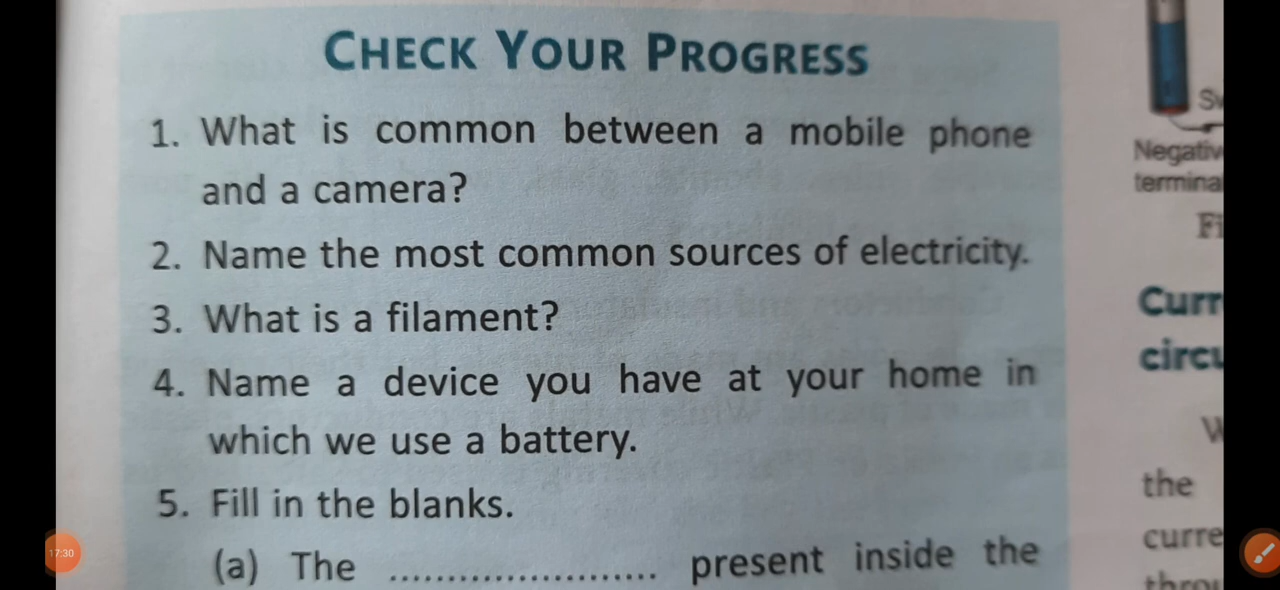 CHECK YOUR PROGRESS
1. What is common between a mobile phone
and a camera?
2. Name the most common sources of electricity.
3. What is a filament?
4. Name a device you have at your home in
which we use a battery.
5. Fill in the blanks.
(a) The ........................ present inside the
Negativ
termina
Curr
circu
the
curre
17:30